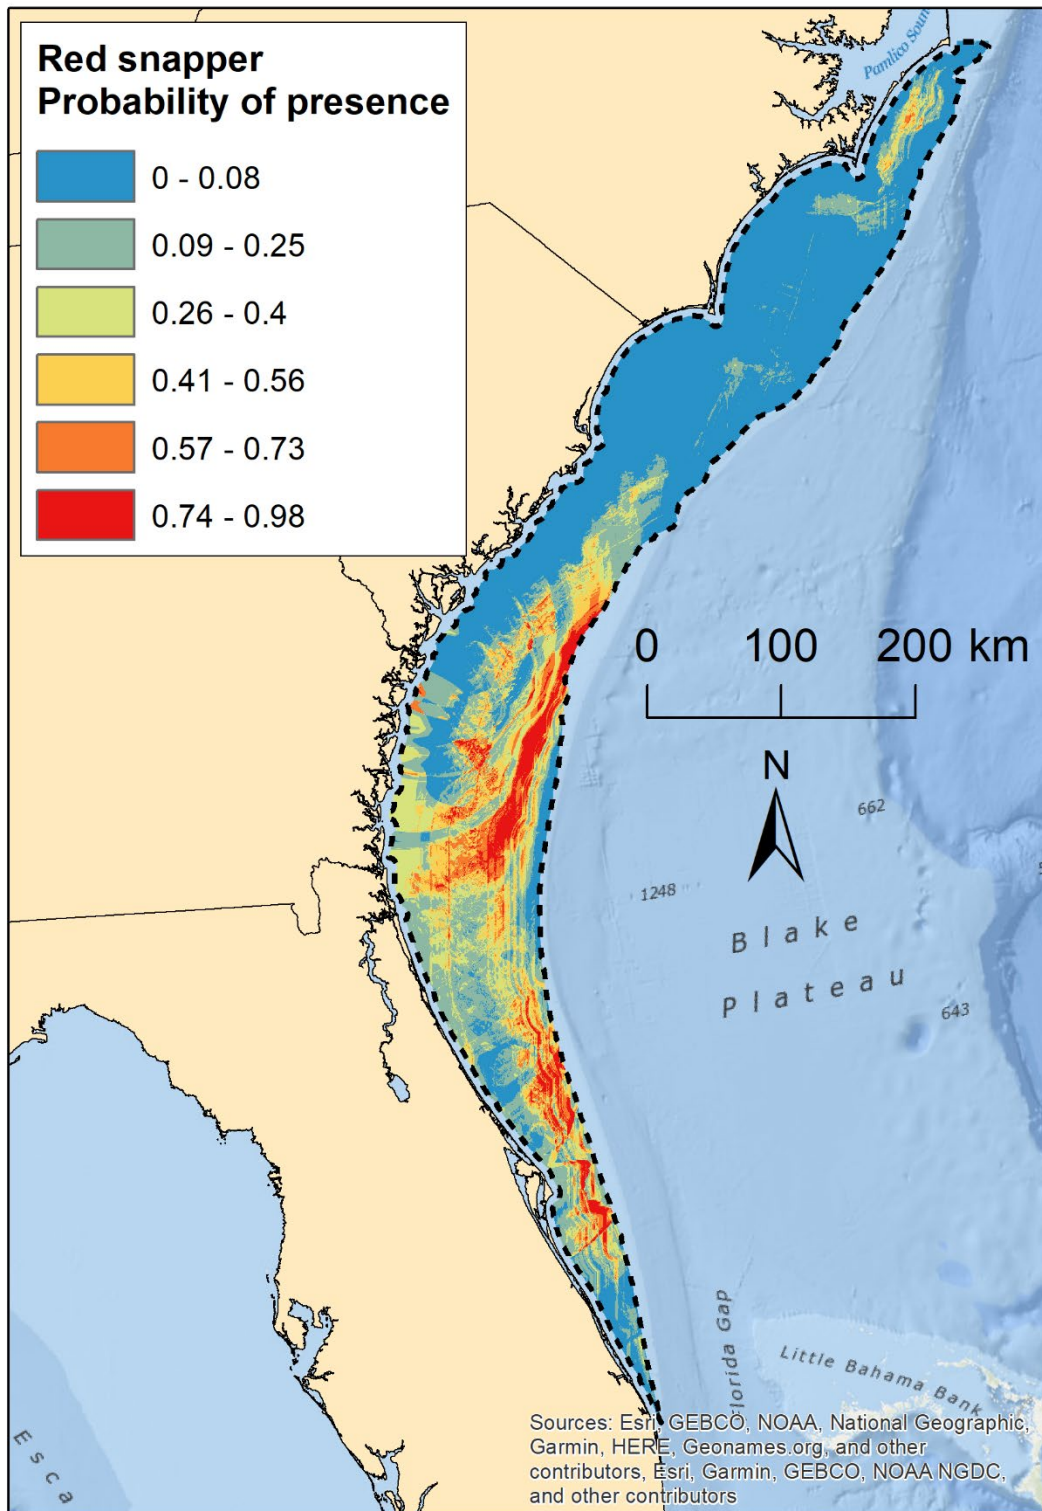 Red snapper
Probability of presence
0 - 0.08
0.09 - 0.25
0.26 - 0.4
0.41 - 0.56
0.57 - 0.73
0.74 - 0.98
Pamlico Soun
0 100 200 km
N
662
1248
Blake
Plateau
643
lorida Gap
Little Bahama Bank
Esca
Sources: Esri, GEBCO, NOAA, National Geographic,
Garmin, HERE, Geonames.org, and other
contributors, Esri, Garmin, GEBCO, NOAA NGDC,
and other contributors